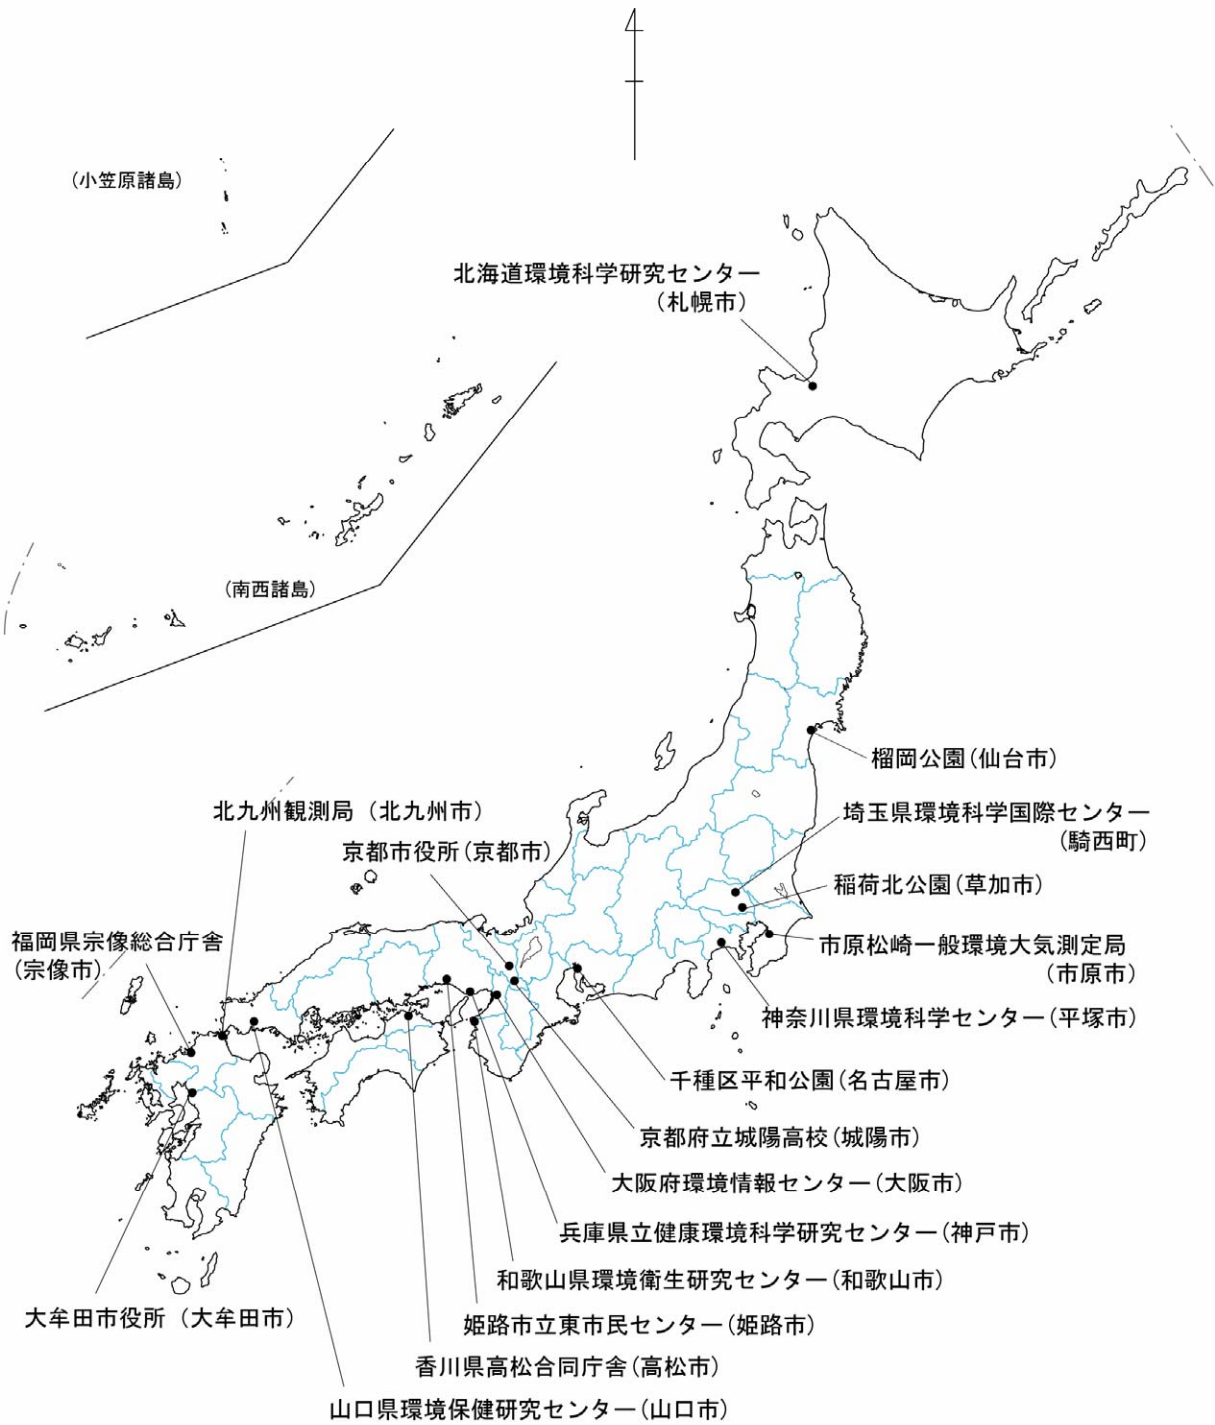 (小笠原諸島)
北海道環境科学研究センター
(札幌市)
(南西諸島)
榴岡公園(仙台市)
北九州観測局 (北九州市)
埼玉県環境科学国際センター
(騎西町)
京都市役所(京都市)
稲荷北公園(草加市)
福岡県宗像総合庁舎
(宗像市)
市原松崎一般環境大気測定局
(市原市)
神奈川県環境科学センター(平塚市)
千種区平和公園(名古屋市)
京都府立城陽高校(城陽市)
大阪府環境情報センター(大阪市)
兵庫県立健康環境科学研究センター(神戸市)
和歌山県環境衛生研究センター(和歌山市)
大牟田市役所 (大牟田市)
姫路市立東市民センター(姫路市)
香川県高松合同庁舎(高松市)
山口県環境保健研究センター(山口市)